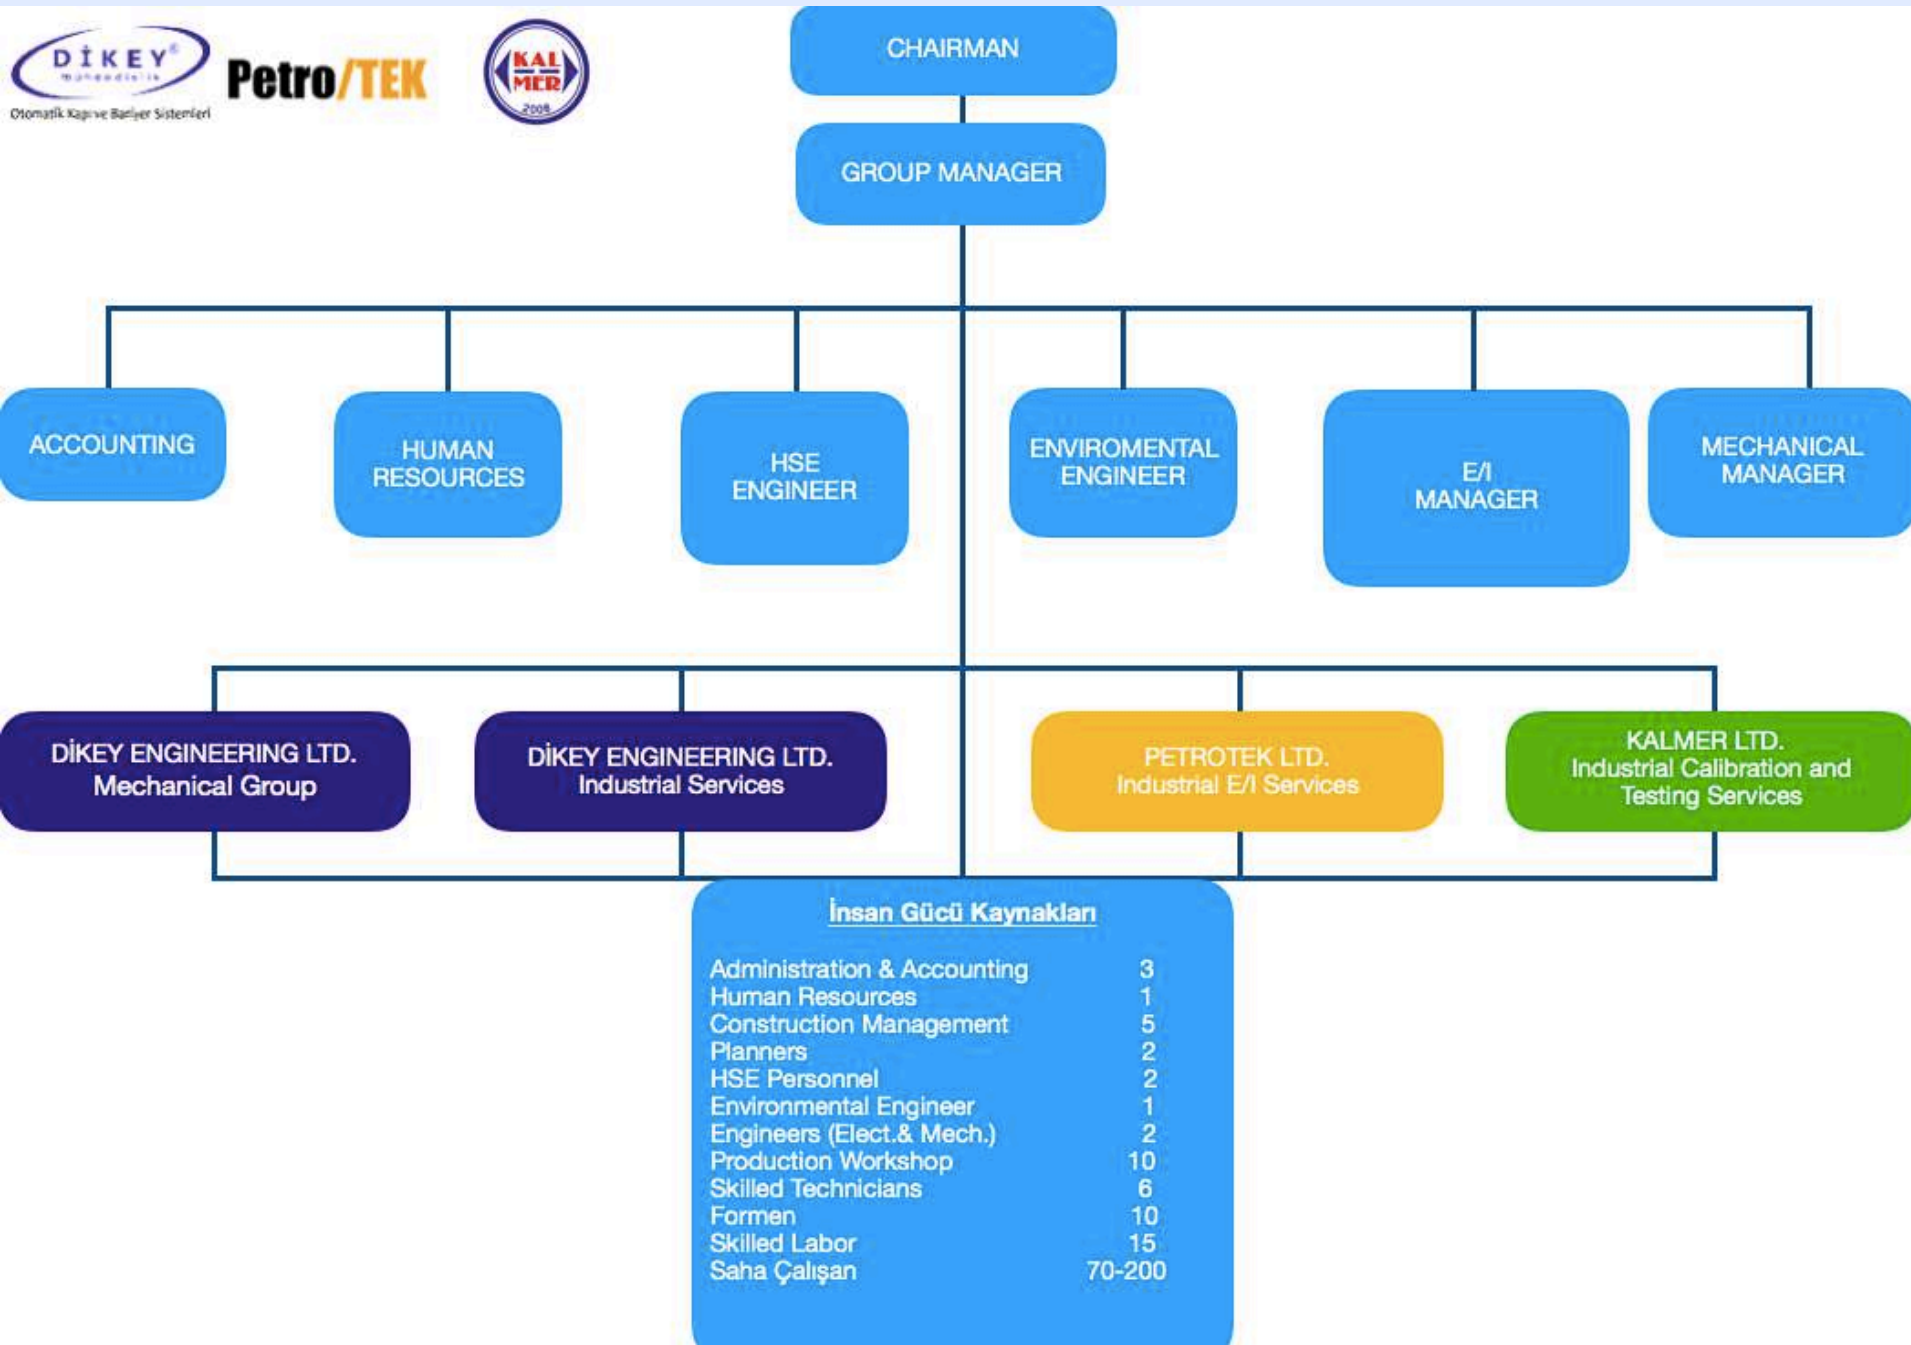 DİKEY®
mühendislik
Otomatik Kapı ve Bariyer Sistemleri
Petro/TEK
KAL
MER
2008
CHAIRMAN
GROUP MANAGER
ACCOUNTING
HUMAN
RESOURCES
HSE
ENGINEER
ENVIROMENTAL
ENGINEER
E/I
MANAGER
MECHANICAL
MANAGER
DİKEY ENGINEERING LTD.
Mechanical Group
DİKEY ENGINEERING LTD.
Industrial Services
PETROTEK LTD.
Industrial E/I Services
KALMER LTD.
Industrial Calibration and
Testing Services
İnsan Gücü Kaynakları
Administration & Accounting 3
Human Resources 1
Construction Management 5
Planners 2
HSE Personnel 2
Environmental Engineer 1
Engineers (Elect.& Mech.) 2
Production Workshop 10
Skilled Technicians 6
Formen 10
Skilled Labor 15
Saha Çalışan 70-200